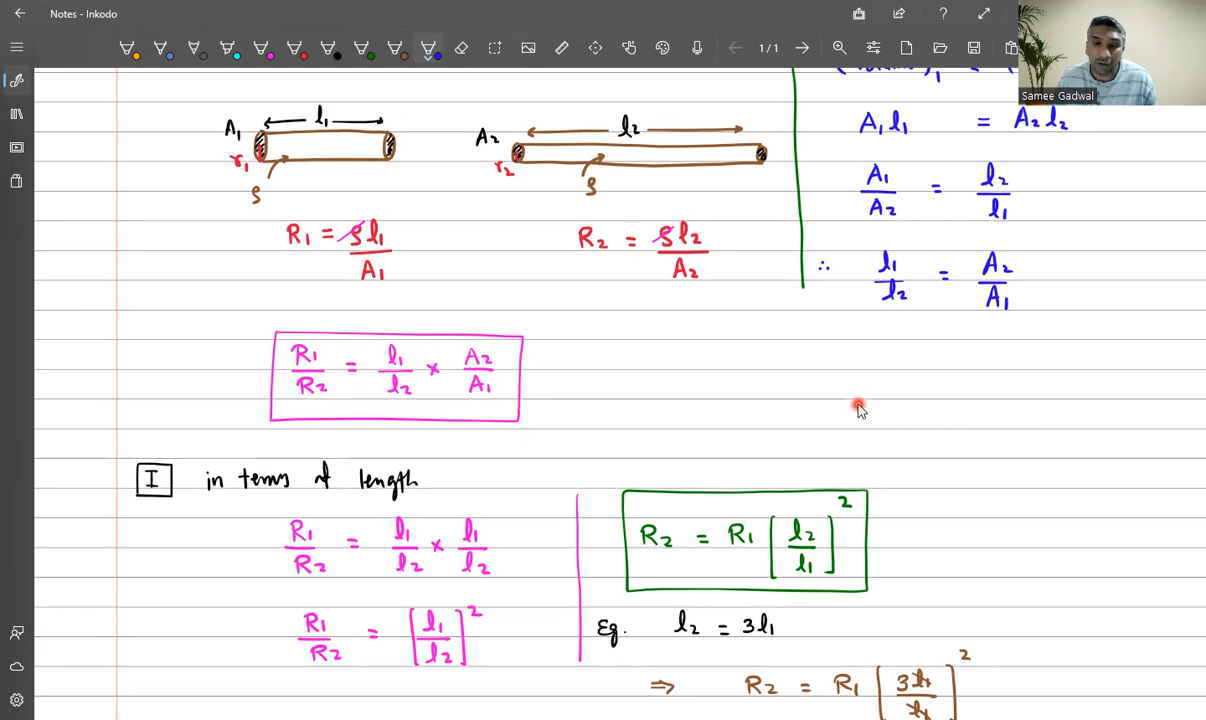 Notes - Inkodo
1/1
Samee Gadwal
A1 l1 = A2 l2
A1/A2 = l2/l1
∴ l1/l2 = A2/A1
A1 l1 r1 ρ
A2 l2 r2 ρ
R1 = ρl1/A1
R2 = ρl2/A2
R1/R2 = l1/l2 × A2/A1
I in terms of length
R1/R2 = l1/l2 × l1/l2
R1/R2 = [l1/l2]²
R2 = R1 [l2/l1]²
Eg. l2 = 3l1
⇒ R2 = R1 [3l1/l1]²